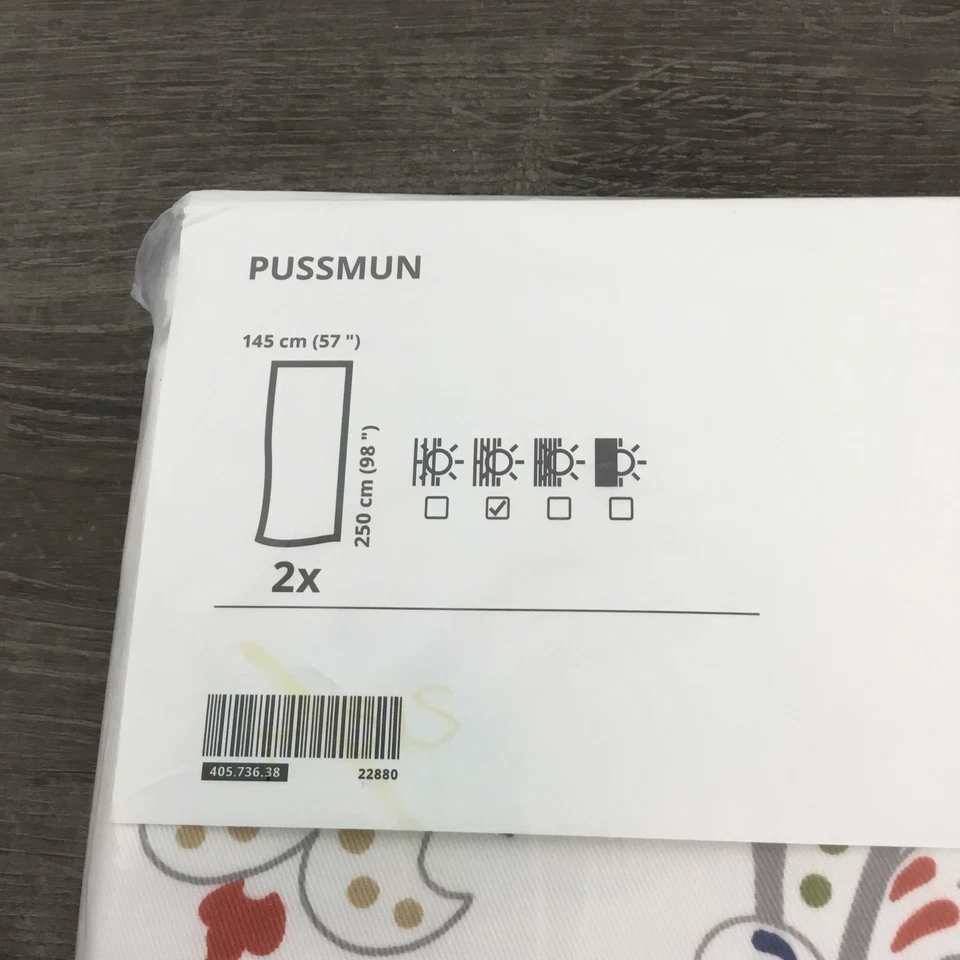 PUSSMUN
145 cm (57 ")
250 cm (98 ")
2x
405.736.38
22880